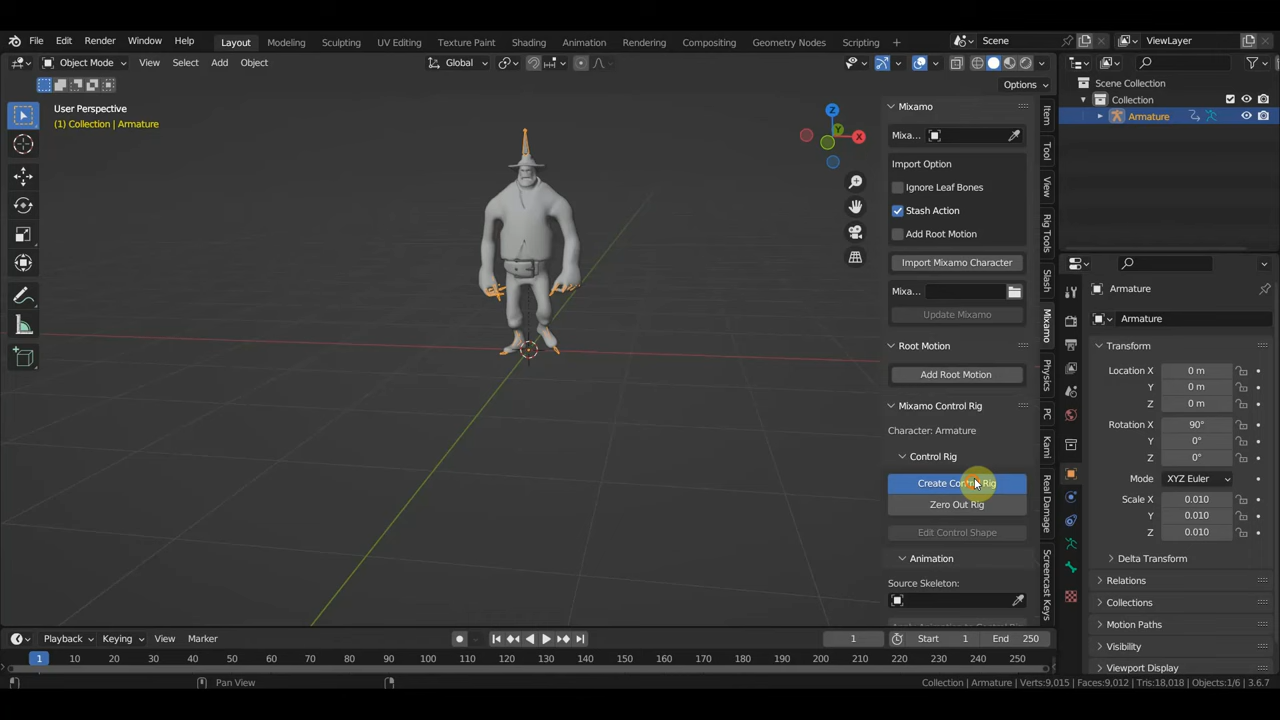 File Edit Render Window Help Layout Modeling Sculpting UV Editing Texture Paint Shading Animation Rendering Compositing Geometry Nodes Scripting + Scene ViewLayer
Object Mode View Select Add Object Global
Options
User Perspective
(1) Collection | Armature
Z
Y
X
Mixamo
Mixa...
Import Option
Ignore Leaf Bones
Stash Action
Add Root Motion
Import Mixamo Character
Mixa...
Update Mixamo
Root Motion
Add Root Motion
Mixamo Control Rig
Character: Armature
Control Rig
Zero Out Rig
Edit Control Shape
Animation
Source Skeleton:
Item
Tool
View
Rig Tools
Slash
Mixamo
Physics
PC
Kami
Real Damage
Screencast Keys
Scene Collection
Collection
Armature
Armature
Armature
Transform
Location X 0 m
Y 0 m
Z 0 m
Rotation X 90°
Y 0°
Z 0°
Mode XYZ Euler
Scale X 0.010
Y 0.010
Z 0.010
Delta Transform
Relations
Collections
Motion Paths
Visibility
Viewport Display
Playback Keying View Marker 1 Start 1 End 250
1 10 20 30 40 50 60 70 80 90 100 110 120 130 140 150 160 170 180 190 200 210 220 230 240 250
Pan View
Collection | Armature | Verts:9,015 | Faces:9,012 | Tris:18,018 | Objects:1/6 | 3.6.7